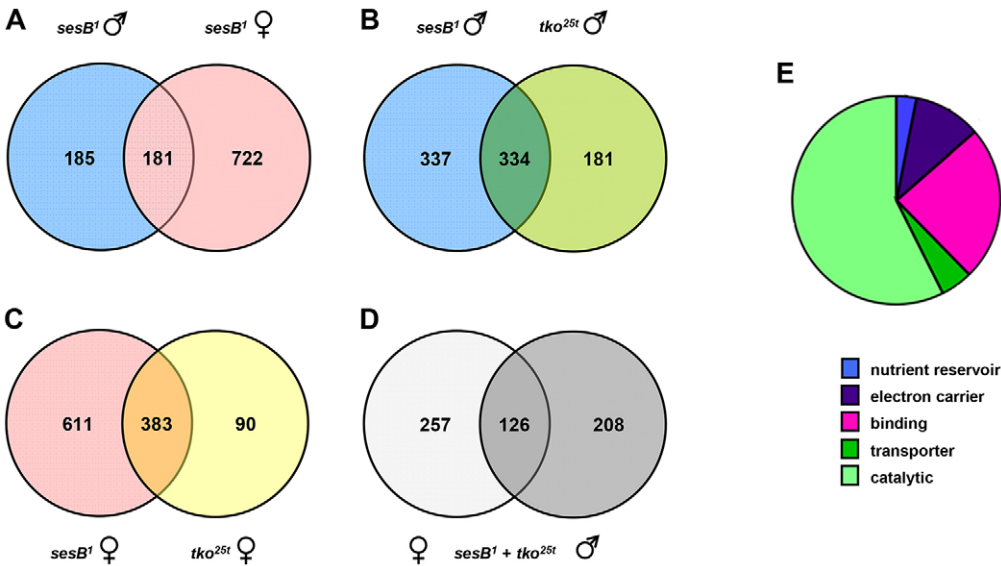 A
sesB¹ ♂ sesB¹ ♀
185 181 722
B
sesB¹ ♂ tko²⁵ᵗ ♂
337 334 181
C
611 383 90
sesB¹ ♀ tko²⁵ᵗ ♀
D
257 126 208
♀ sesB¹ + tko²⁵ᵗ ♂
E
nutrient reservoir
electron carrier
binding
transporter
catalytic